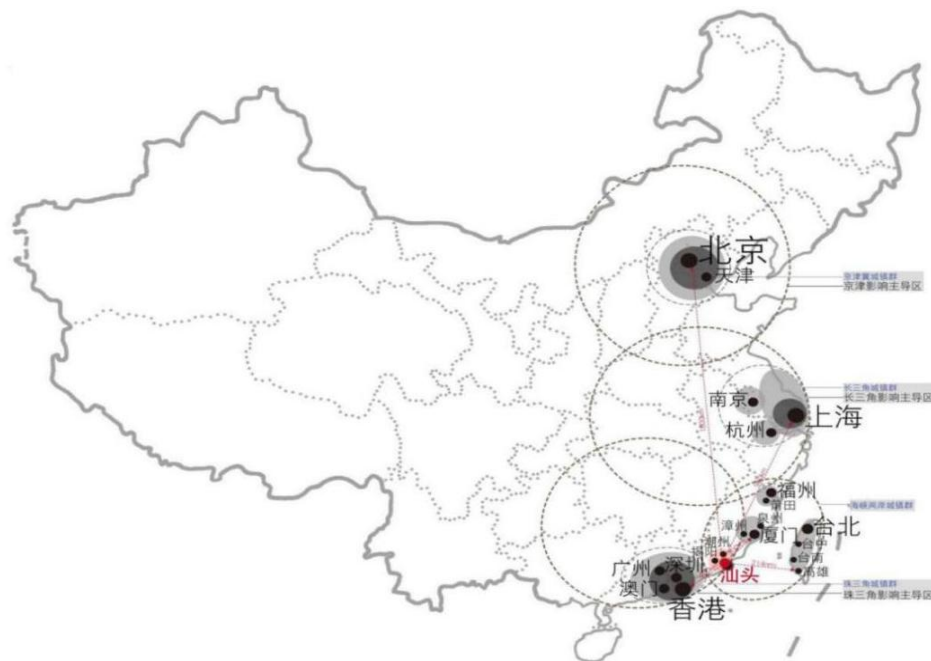 北京
天津
京津冀城镇群
京津影响主导区
长三角城镇群
长三角影响主导区
南京
上海
杭州
福州
莆田
海峡两岸城镇群
泉州
漳州
厦门
台北
潮州
台中
揭阳
台南
广州
深圳
汕头
高雄
澳门
珠三角城镇群
珠三角影响主导区
香港